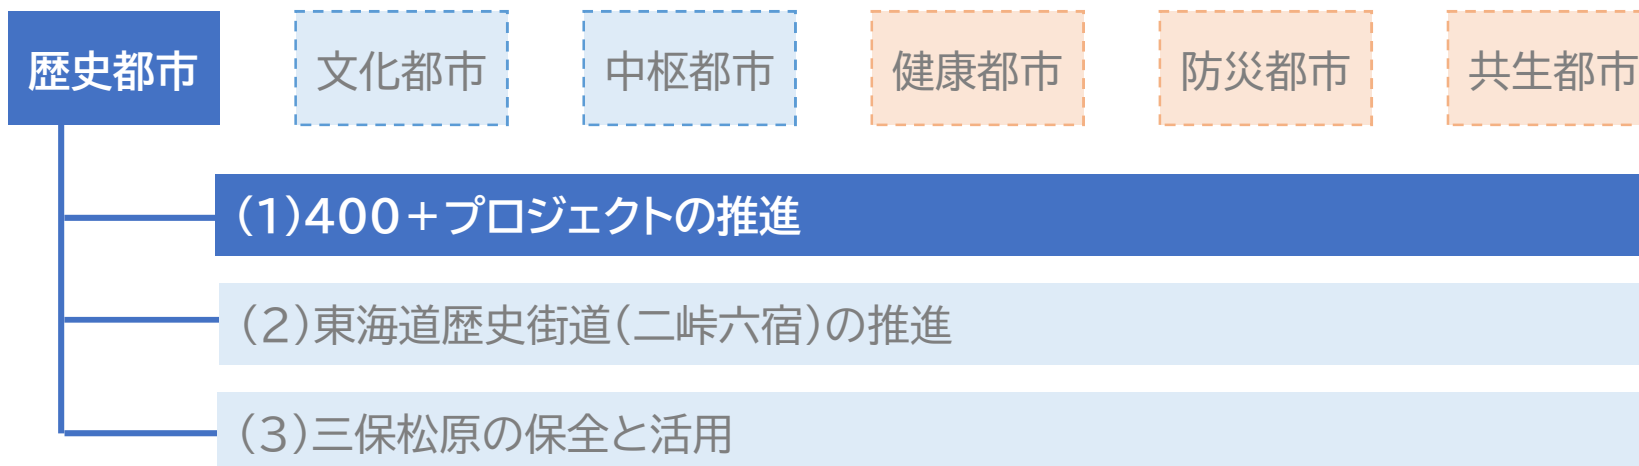 歴史都市 文化都市 中枢都市 健康都市 防災都市 共生都市
(1)400+プロジェクトの推進
(2)東海道歴史街道(二峠六宿)の推進
(3)三保松原の保全と活用